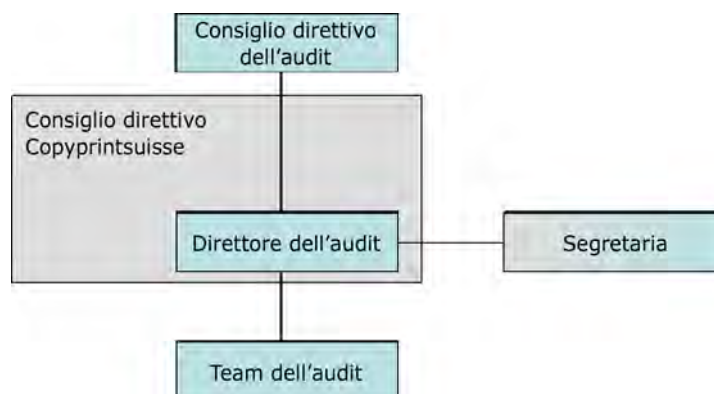 Consiglio direttivo
dell'audit
Consiglio direttivo
Copyprintsuisse
Direttore dell'audit
Segretaria
Team dell'audit